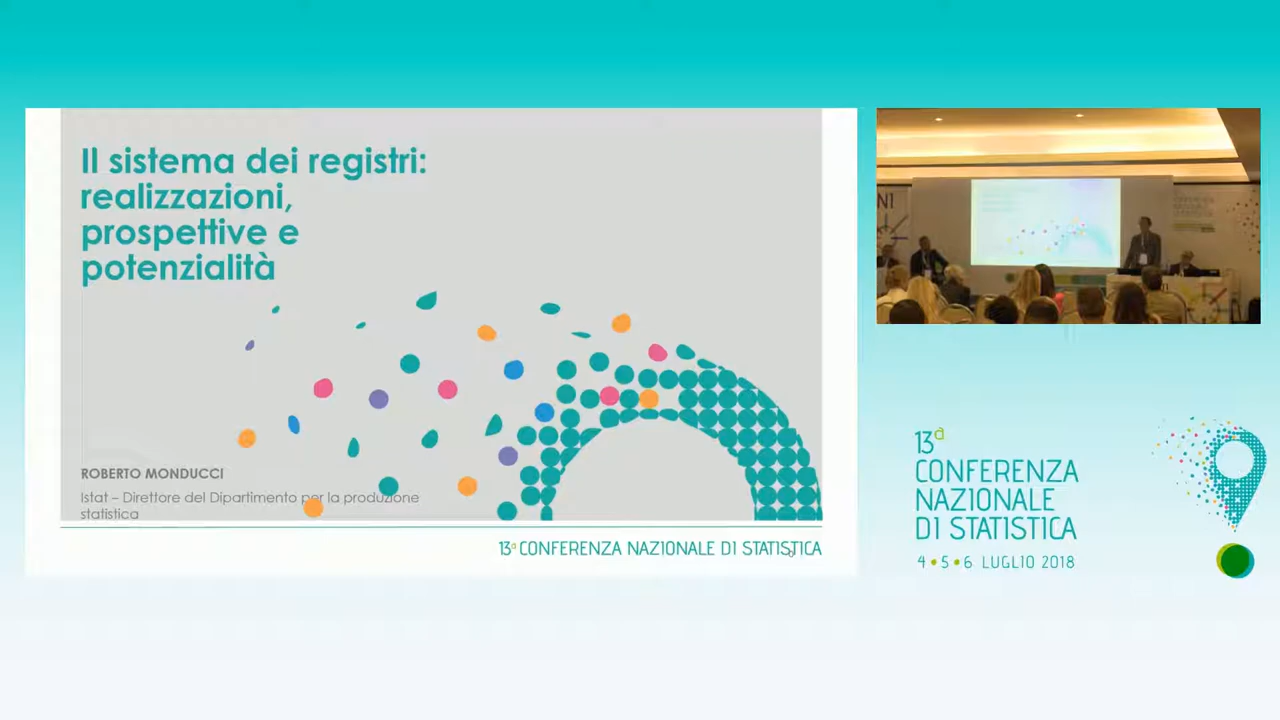 Il sistema dei registri:
realizzazioni,
prospettive e
potenzialità
ROBERTO MONDUCCI
Istat – Direttore del Dipartimento per la produzione
statistica
13ª CONFERENZA NAZIONALE DI STATISTICA
13ª
CONFERENZA
NAZIONALE
DI STATISTICA
4 • 5 • 6 LUGLIO 2018